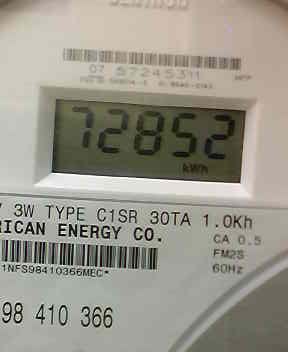 07 57245311
72852
kWh
V 3W TYPE C1SR 30TA 1.0Kh
RICAN ENERGY CO.
CA 0.5
FM2S
1NFS98410366MEC*
60Hz
98 410 366